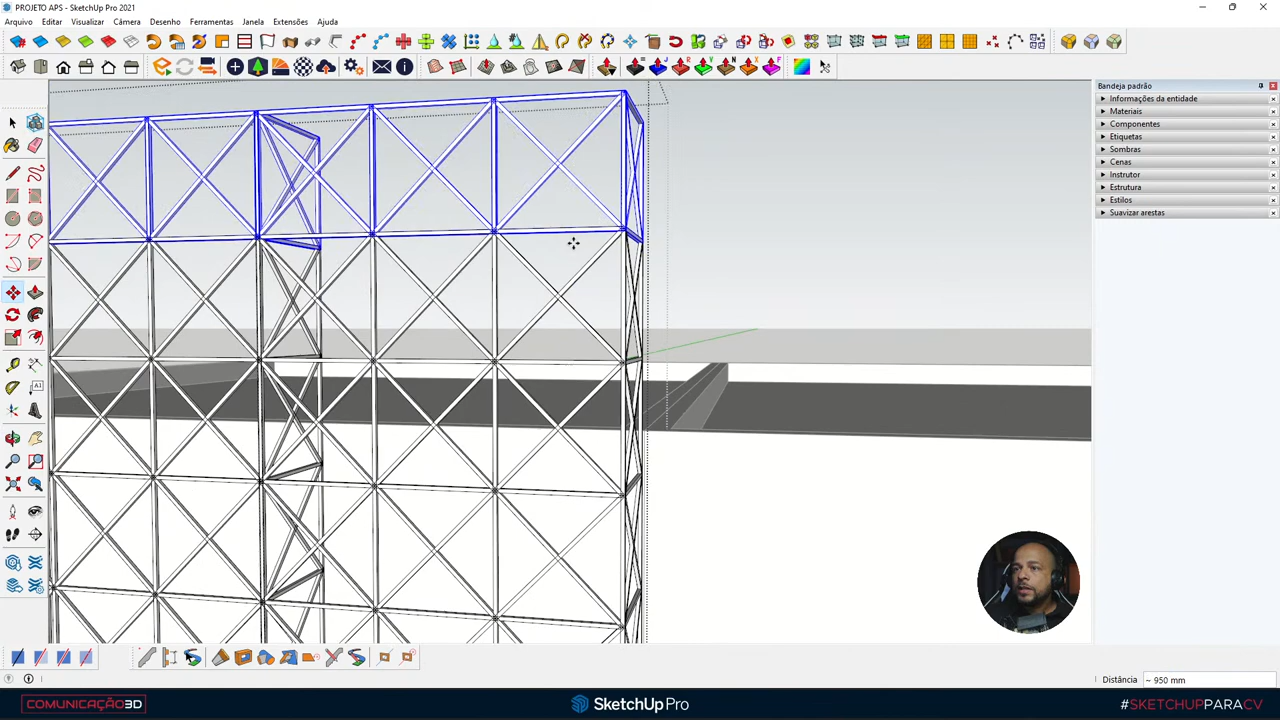 PROJETO APS - SketchUp Pro 2021
Arquivo Editar Visualizar Câmera Desenho Ferramentas Janela Extensões Ajuda
Bandeja padrão
Informações da entidade
Materiais
Componentes
Etiquetas
Sombras
Cenas
Instrutor
Estrutura
Estilos
Suavizar arestas
Distância ~ 950 mm
COMUNICAÇÃO3D
SketchUp Pro
#SKETCHUPPARACV